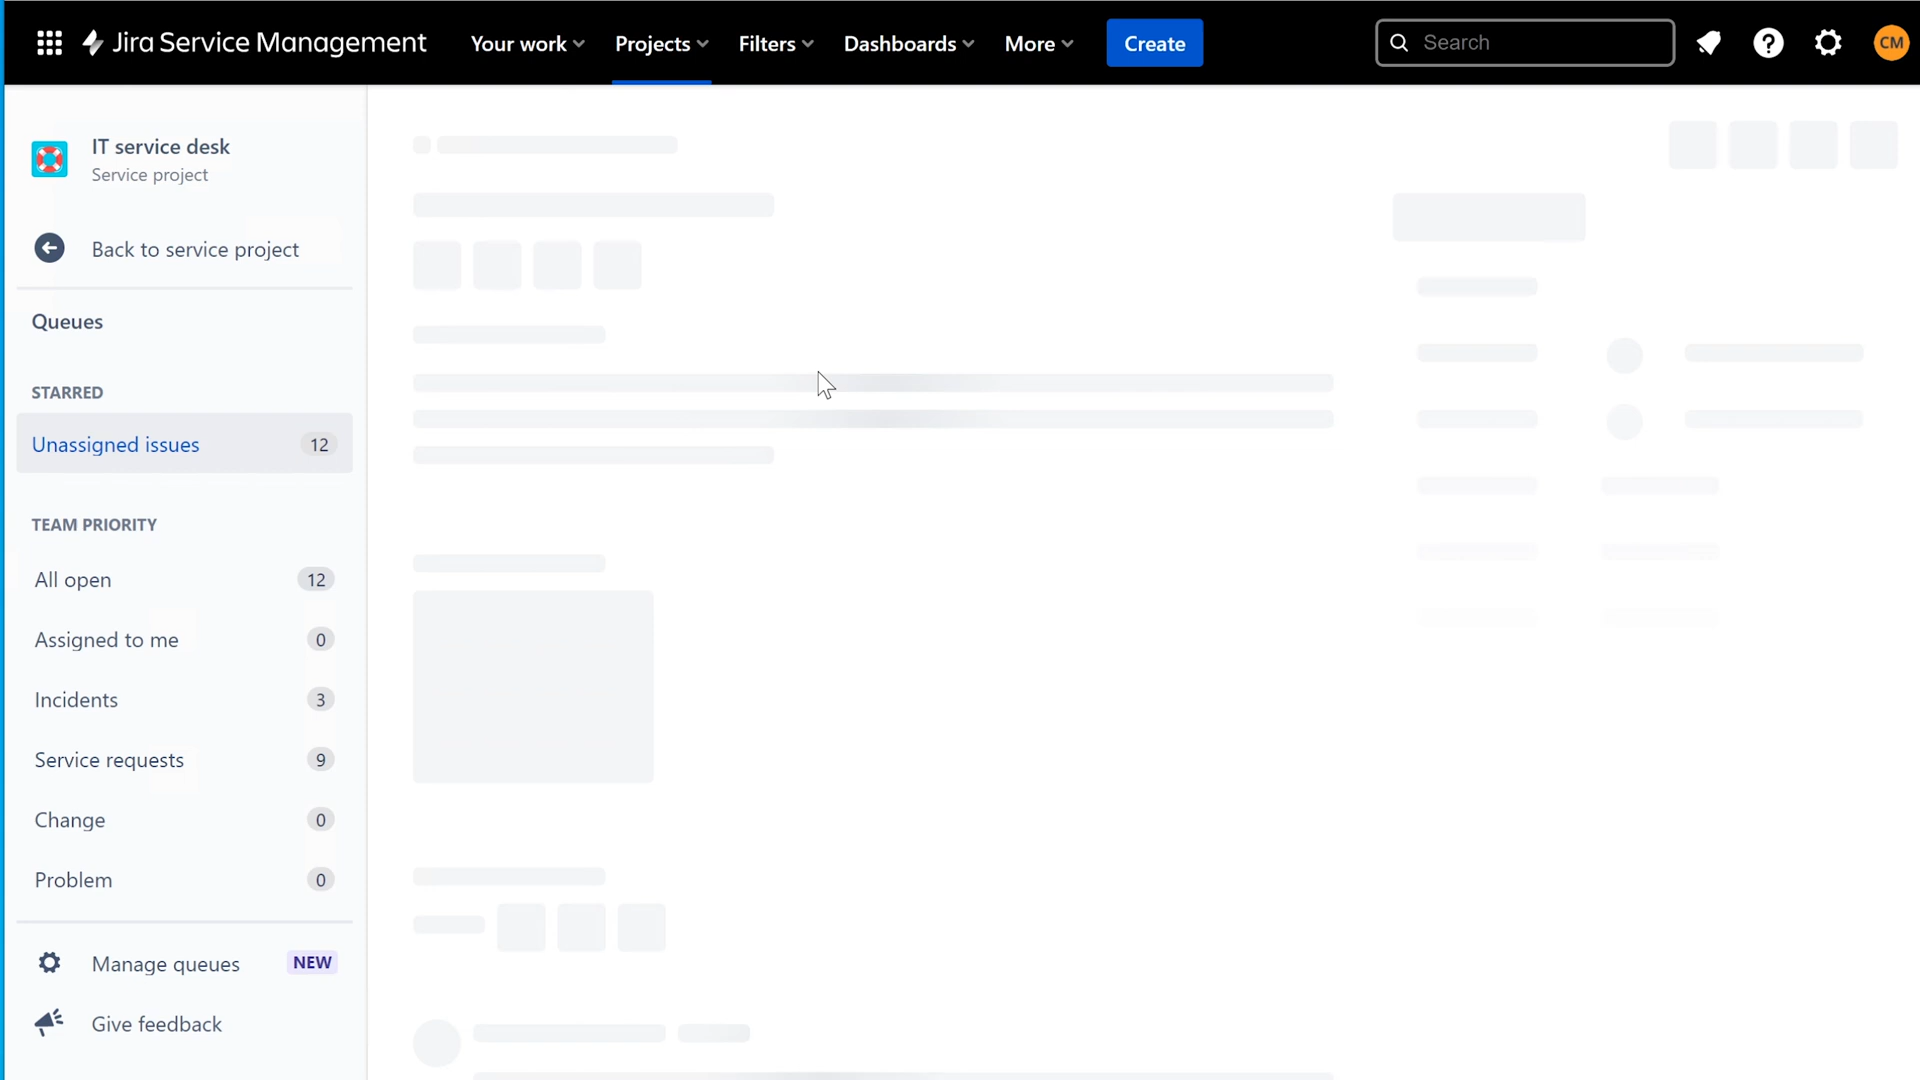 Jira Service Management
Your work
Projects
Filters
Dashboards
More
Create
Search
CM
IT service desk
Service project
Back to service project
Queues
STARRED
Unassigned issues 12
TEAM PRIORITY
All open 12
Assigned to me 0
Incidents 3
Service requests 9
Change 0
Problem 0
Manage queues NEW
Give feedback